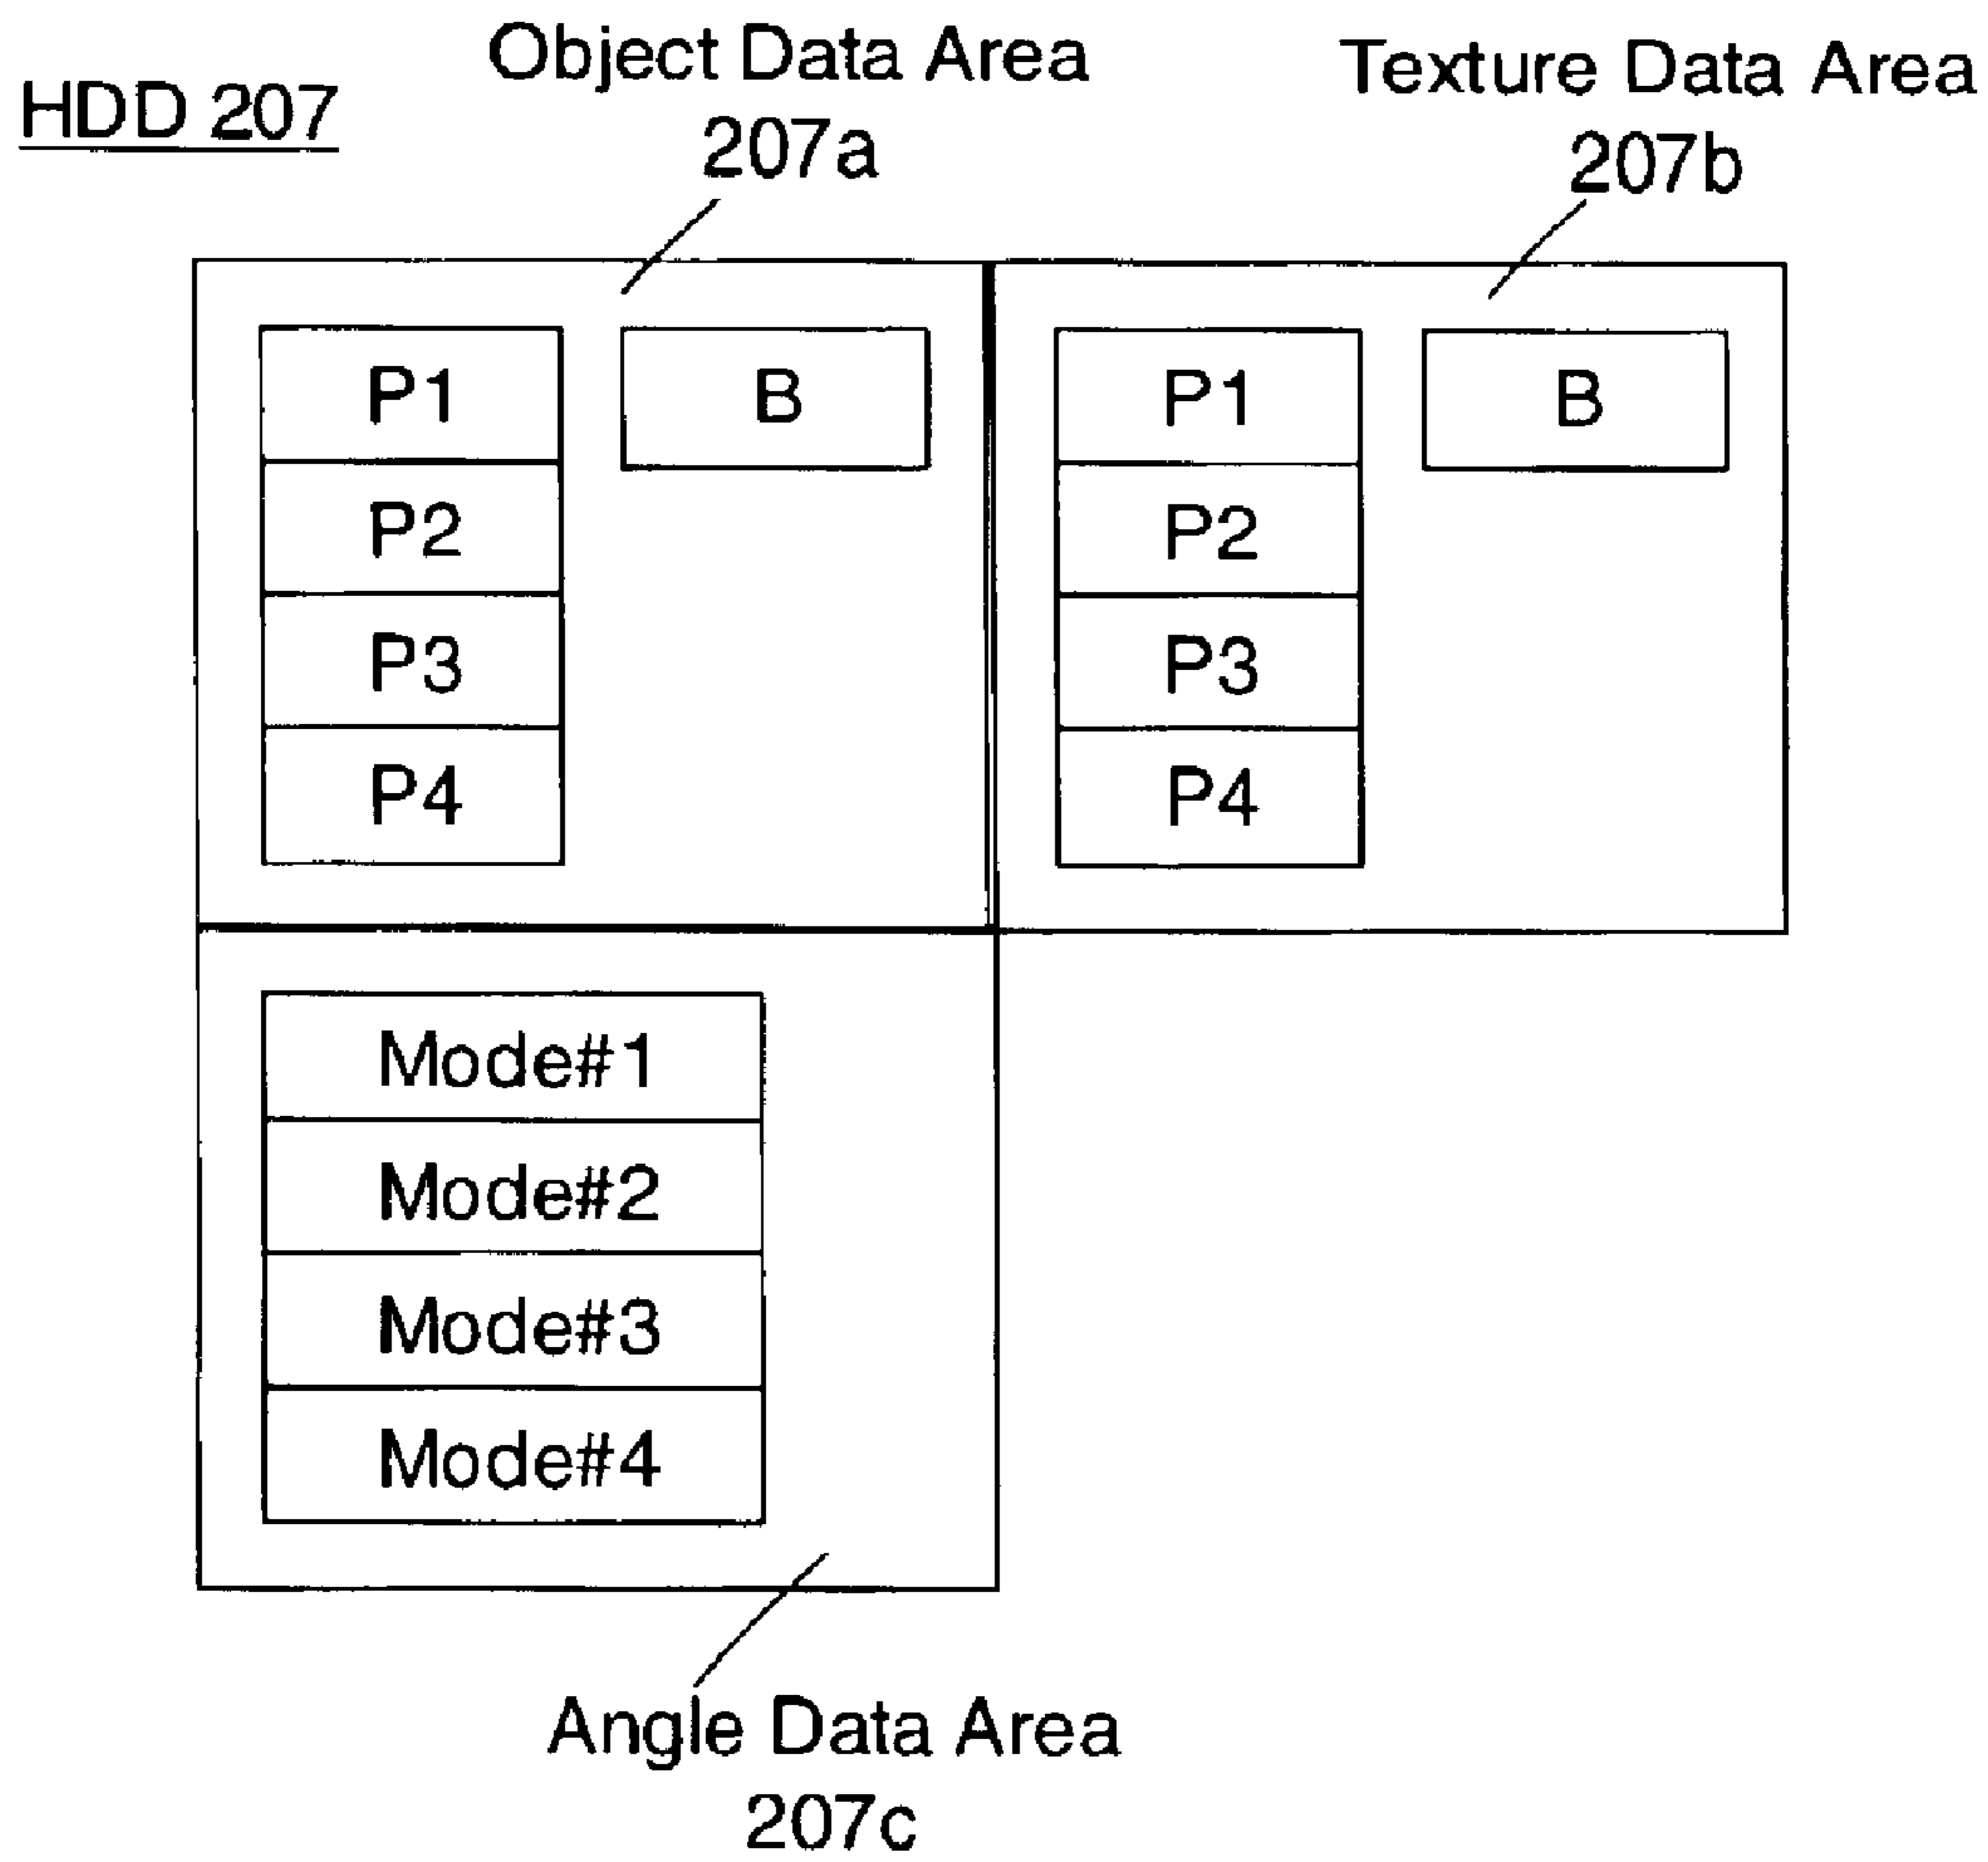 HDD 207
Object Data Area
207a
Texture Data Area
207b
P1
P2
P3
P4
B
P1
P2
P3
P4
B
Mode#1
Mode#2
Mode#3
Mode#4
Angle Data Area
207c